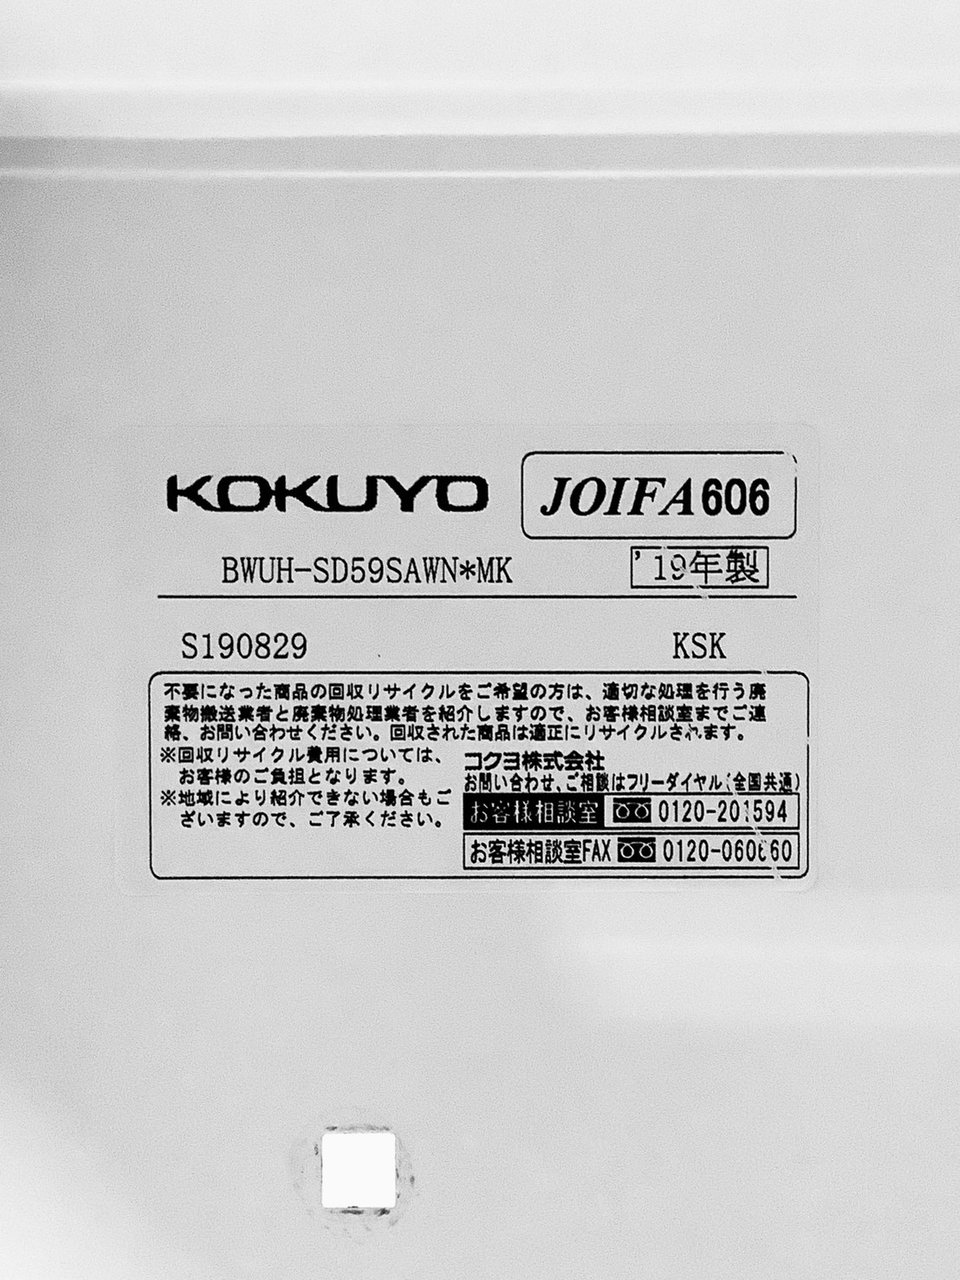 KOKUYO
JOIFA606
BWUH-SD59SAWN*MK
'19年製
S190829
KSK
不要になった商品の回収リサイクルをご希望の方は、適切な処理を行う廃
棄物搬送業者と廃棄物処理業者を紹介しますので、お客様相談室までご連
絡、お問い合わせください。回収された商品は適正にリサイクルされます。
※回収リサイクル費用については、
お客様のご負担となります。
※地域により紹介できない場合もご
ざいますので、ご了承ください。
コクヨ株式会社
お問い合わせ、ご相談はフリーダイヤル(全国共通)
お客様相談室 0120-201594
お客様相談室FAX 0120-060660